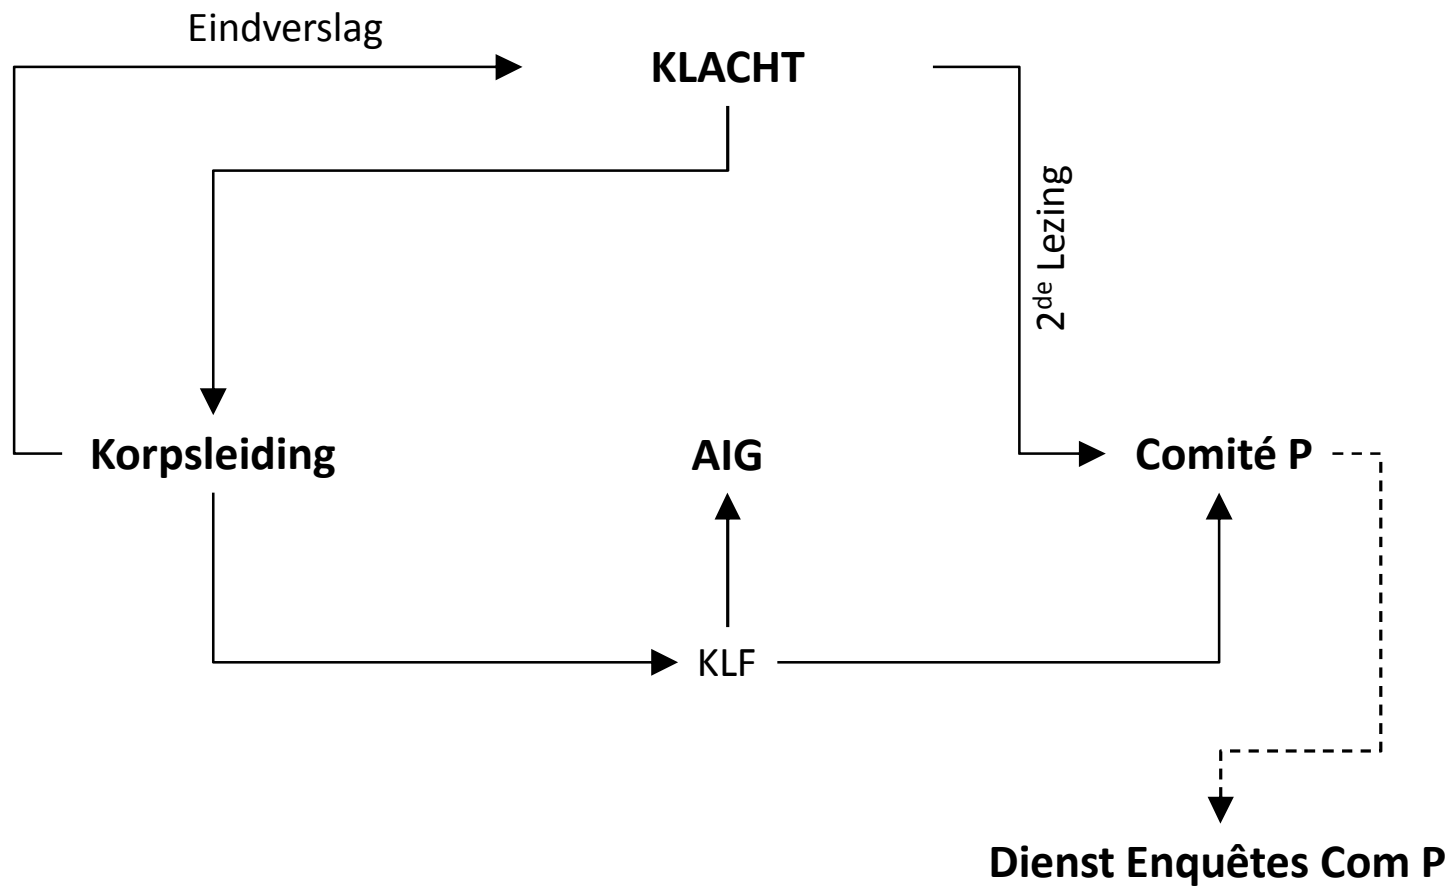 Eindverslag
KLACHT
2de Lezing
Korpsleiding
AIG
Comité P
KLF
Dienst Enquêtes Com P